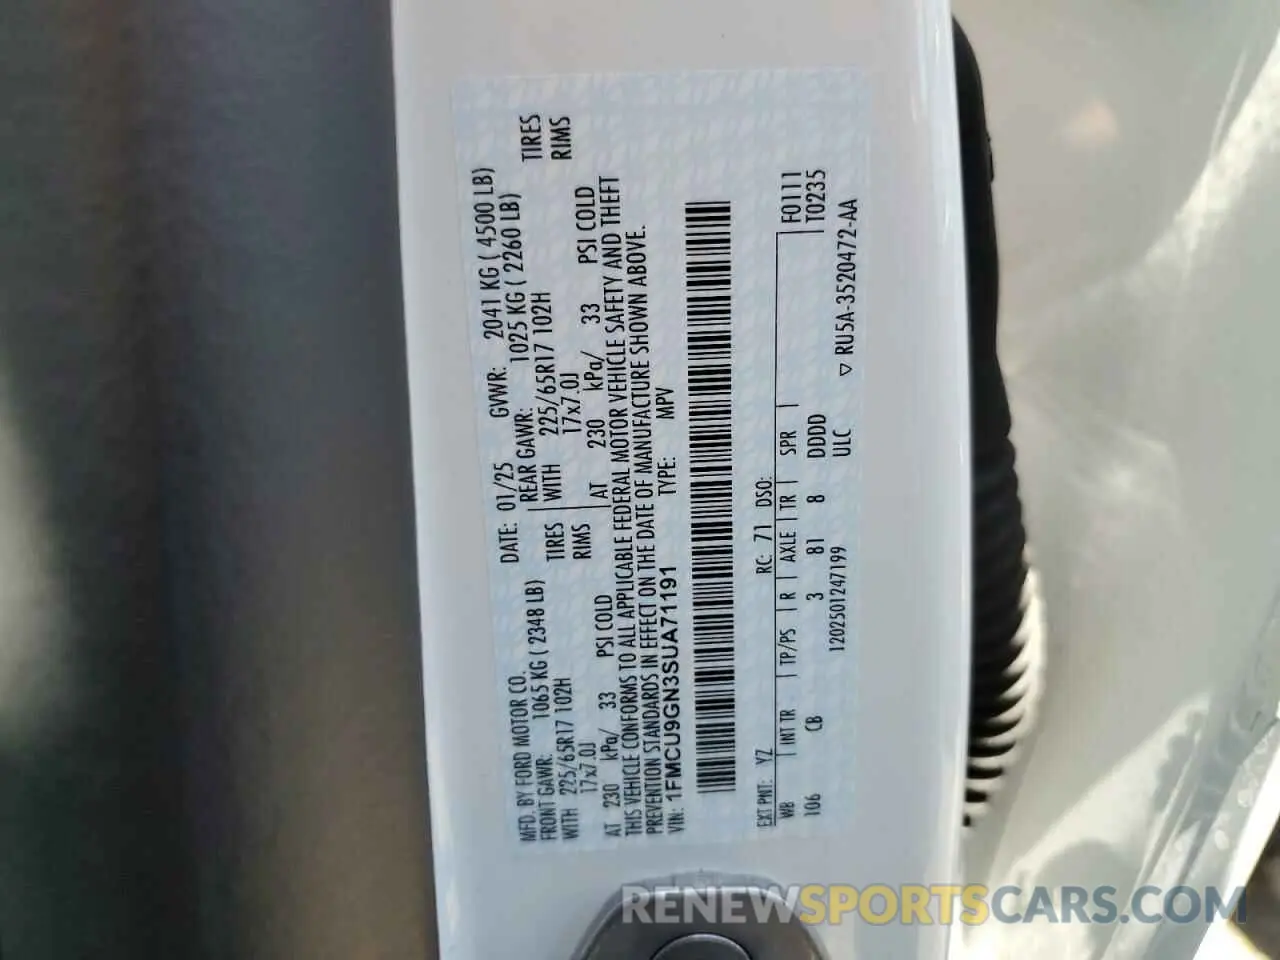 MFD. BY FORD MOTOR CO.
DATE: 01/25 GVWR: 2041 KG ( 4500 LB)
FRONT GAWR: 1065 KG ( 2348 LB)
REAR GAWR: 1025 KG ( 2260 LB)
WITH 225/65R17 102H TIRES
WITH 225/65R17 102H TIRES
17x7.0J RIMS
17x7.0J RIMS
AT 230 kPa/ 33 PSI COLD
AT 230 kPa/ 33 PSI COLD
THIS VEHICLE CONFORMS TO ALL APPLICABLE FEDERAL MOTOR VEHICLE SAFETY AND THEFT
PREVENTION STANDARDS IN EFFECT ON THE DATE OF MANUFACTURE SHOWN ABOVE.
VIN: 1FMCU9GN3SUA71191 TYPE: MPV
EXT PNT: YZ RC: 71 DSO:
WB INT TR TP/PS R AXLE TR SPR F0111
106 CB 3 81 8 DDDD T0235
1202501247199 ULC ▽ RU5A-3520472-AA
RENEWSPORTSCARS.COM